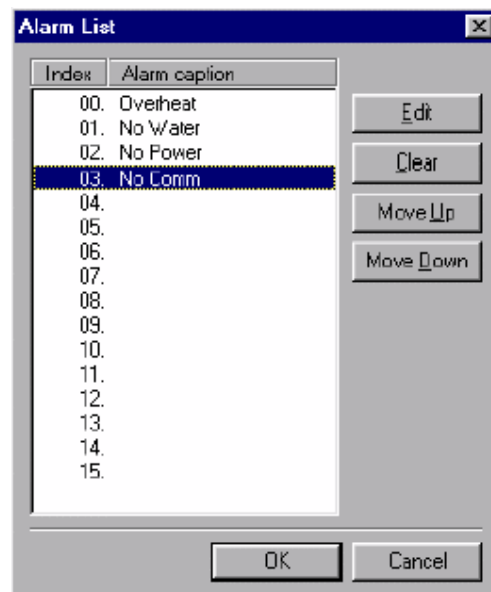 Alarm List
Index Alarm caption
00. Overheat
01. No Water
02. No Power
03. No Comm
04.
05.
06.
07.
08.
09.
10.
11.
12.
13.
14.
15.
Edit
Clear
Move Up
Move Down
OK Cancel